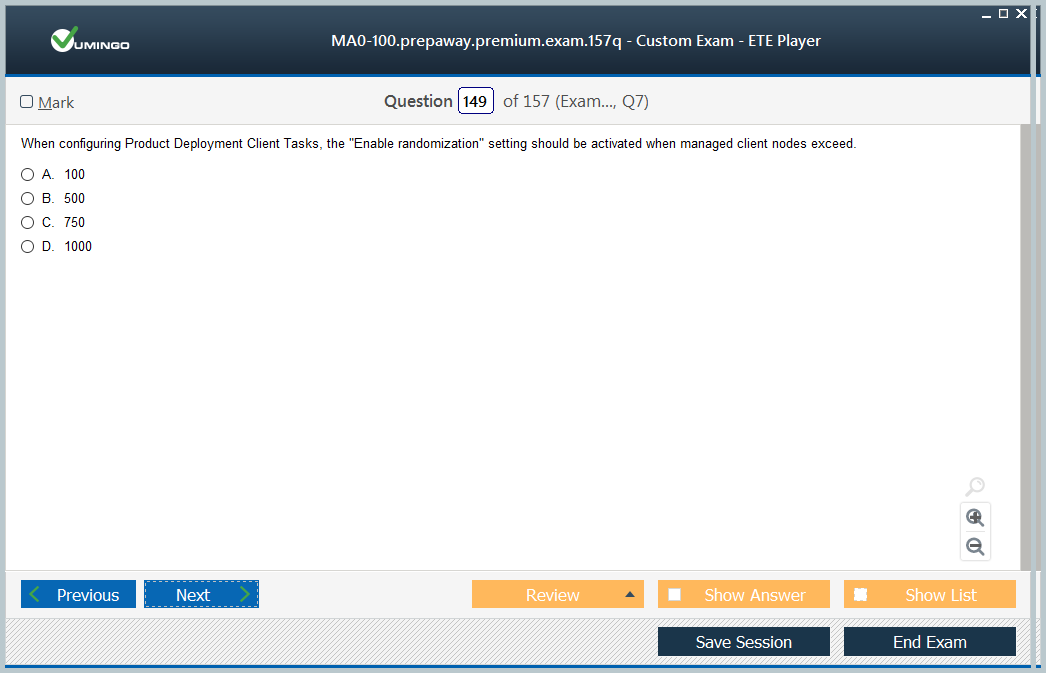 VUMINGO
MA0-100.prepaway.premium.exam.157q - Custom Exam - ETE Player
Mark
Question 149 of 157 (Exam..., Q7)
When configuring Product Deployment Client Tasks, the "Enable randomization" setting should be activated when managed client nodes exceed.
A. 100
B. 500
C. 750
D. 1000
Previous
Next
Review
Show Answer
Show List
Save Session
End Exam